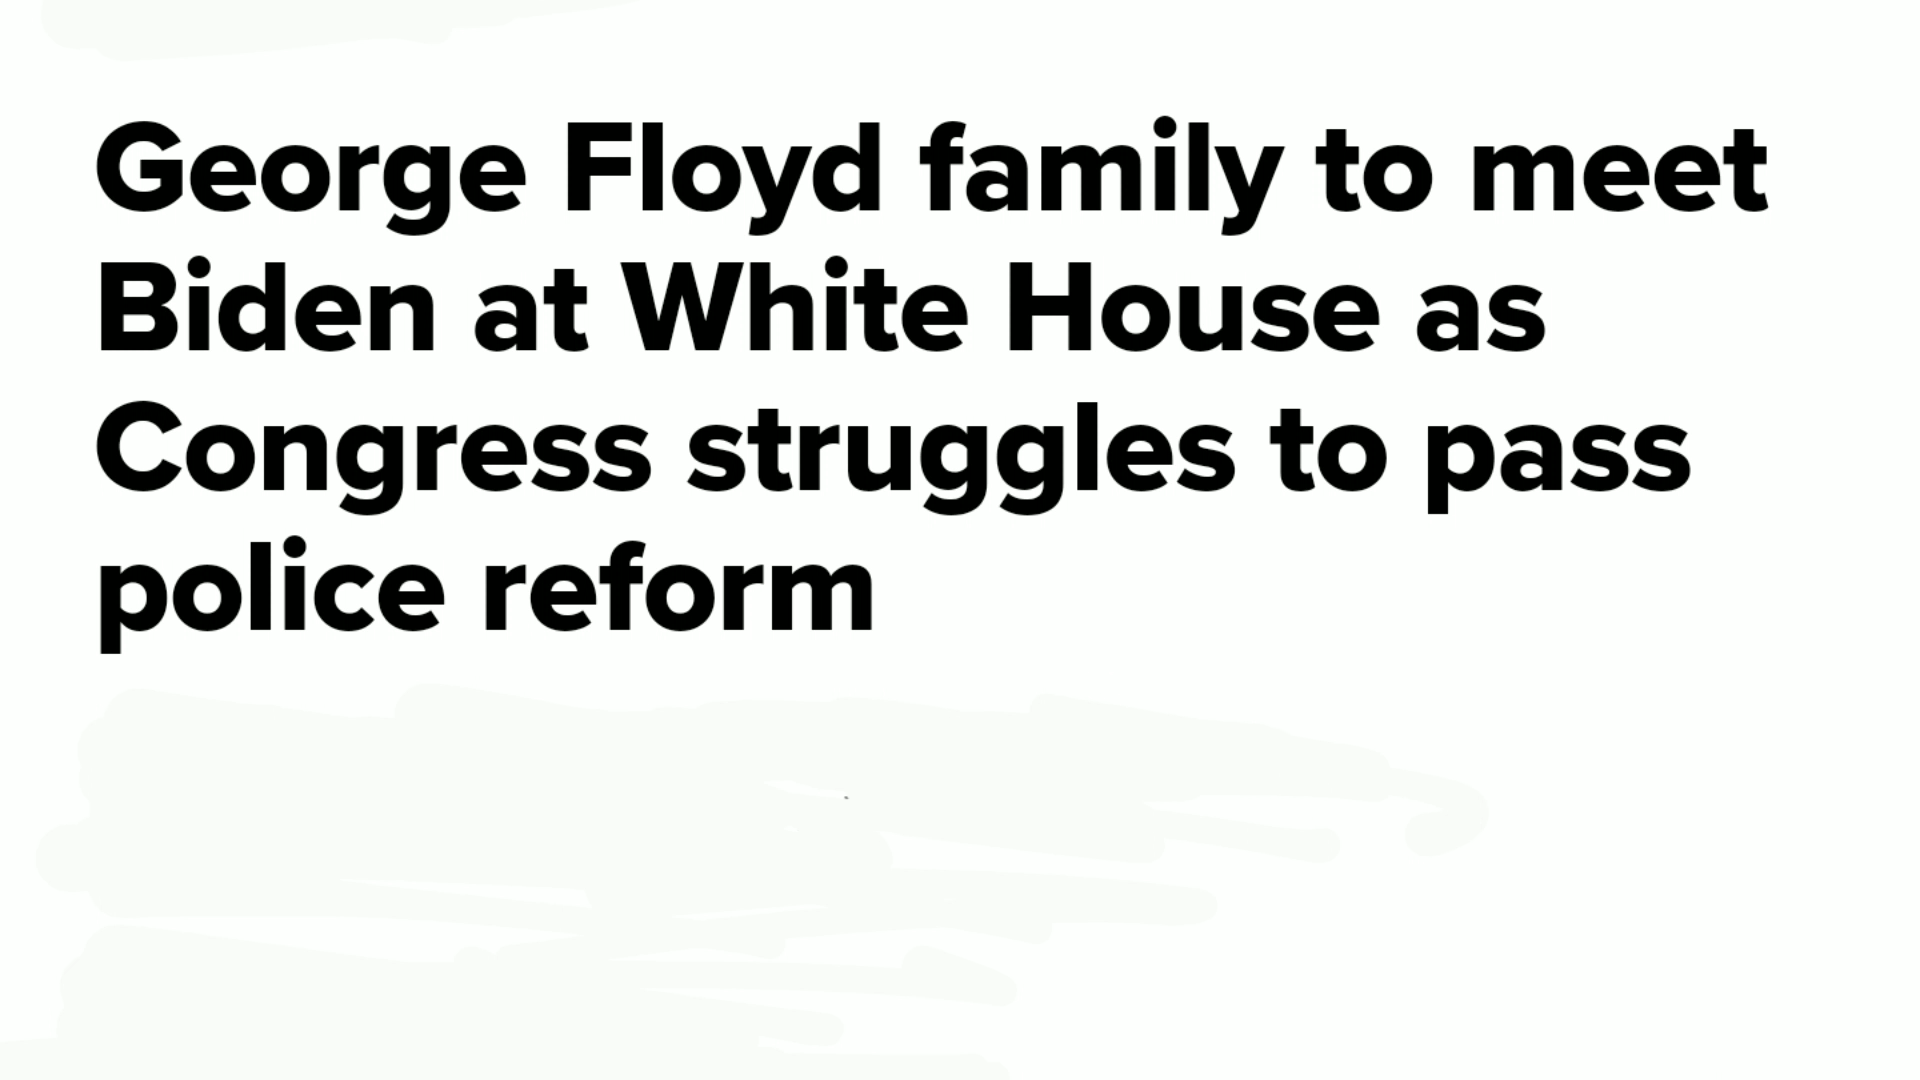 George Floyd family to meet
Biden at White House as
Congress struggles to pass
police reform